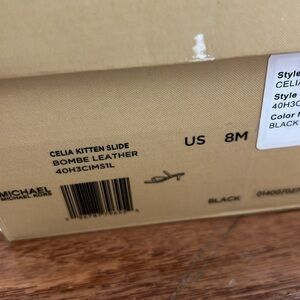 CELIA KITTEN SLIDE
BOMBE LEATHER
40H3CIMS1L
US 8M
MICHAEL
MICHAEL KORS
BLACK
Style
CELIA
Style
40H3C
Color
BLACK